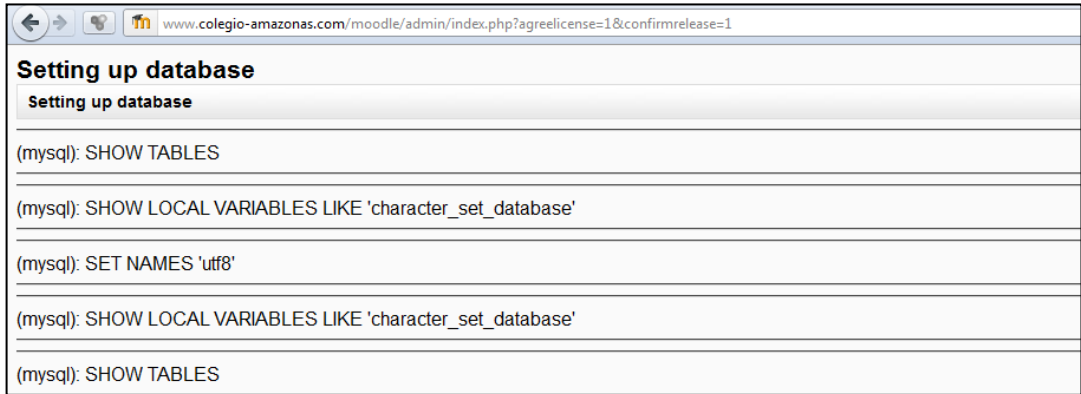 www.colegio-amazonas.com/moodle/admin/index.php?agreelicense=1&confirmrelease=1
Setting up database
Setting up database
(mysql): SHOW TABLES
(mysql): SHOW LOCAL VARIABLES LIKE 'character_set_database'
(mysql): SET NAMES 'utf8'
(mysql): SHOW LOCAL VARIABLES LIKE 'character_set_database'
(mysql): SHOW TABLES